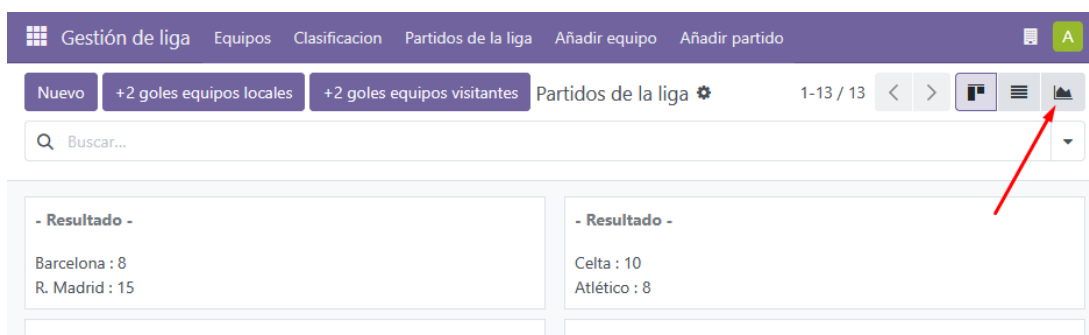 Gestión de liga Equipos Clasificacion Partidos de la liga Añadir equipo Añadir partido A
Nuevo +2 goles equipos locales +2 goles equipos visitantes Partidos de la liga 1-13 / 13
Buscar...
- Resultado -
Barcelona : 8
R. Madrid : 15
- Resultado -
Celta : 10
Atlético : 8